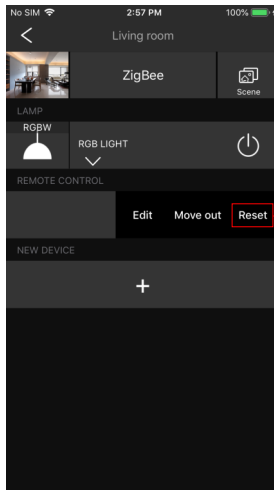 No SIM 2:57 PM 100%
Living room
ZigBee
Scene
LAMP
RGBW
RGB LIGHT
REMOTE CONTROL
Edit Move out Reset
NEW DEVICE
+